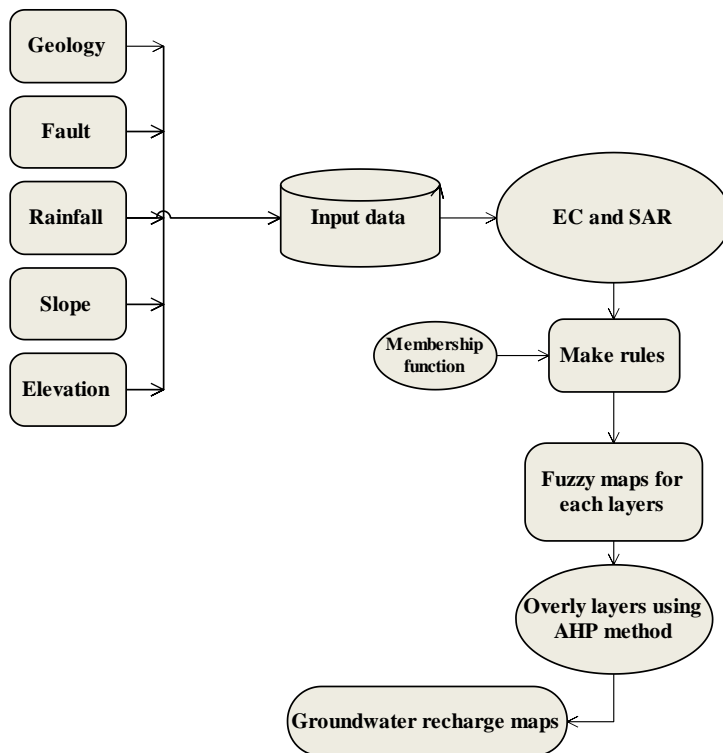 Geology
Fault
Rainfall
Slope
Elevation
Input data
EC and SAR
Membership
function
Make rules
Fuzzy maps for
each layers
Overly layers using
AHP method
Groundwater recharge maps